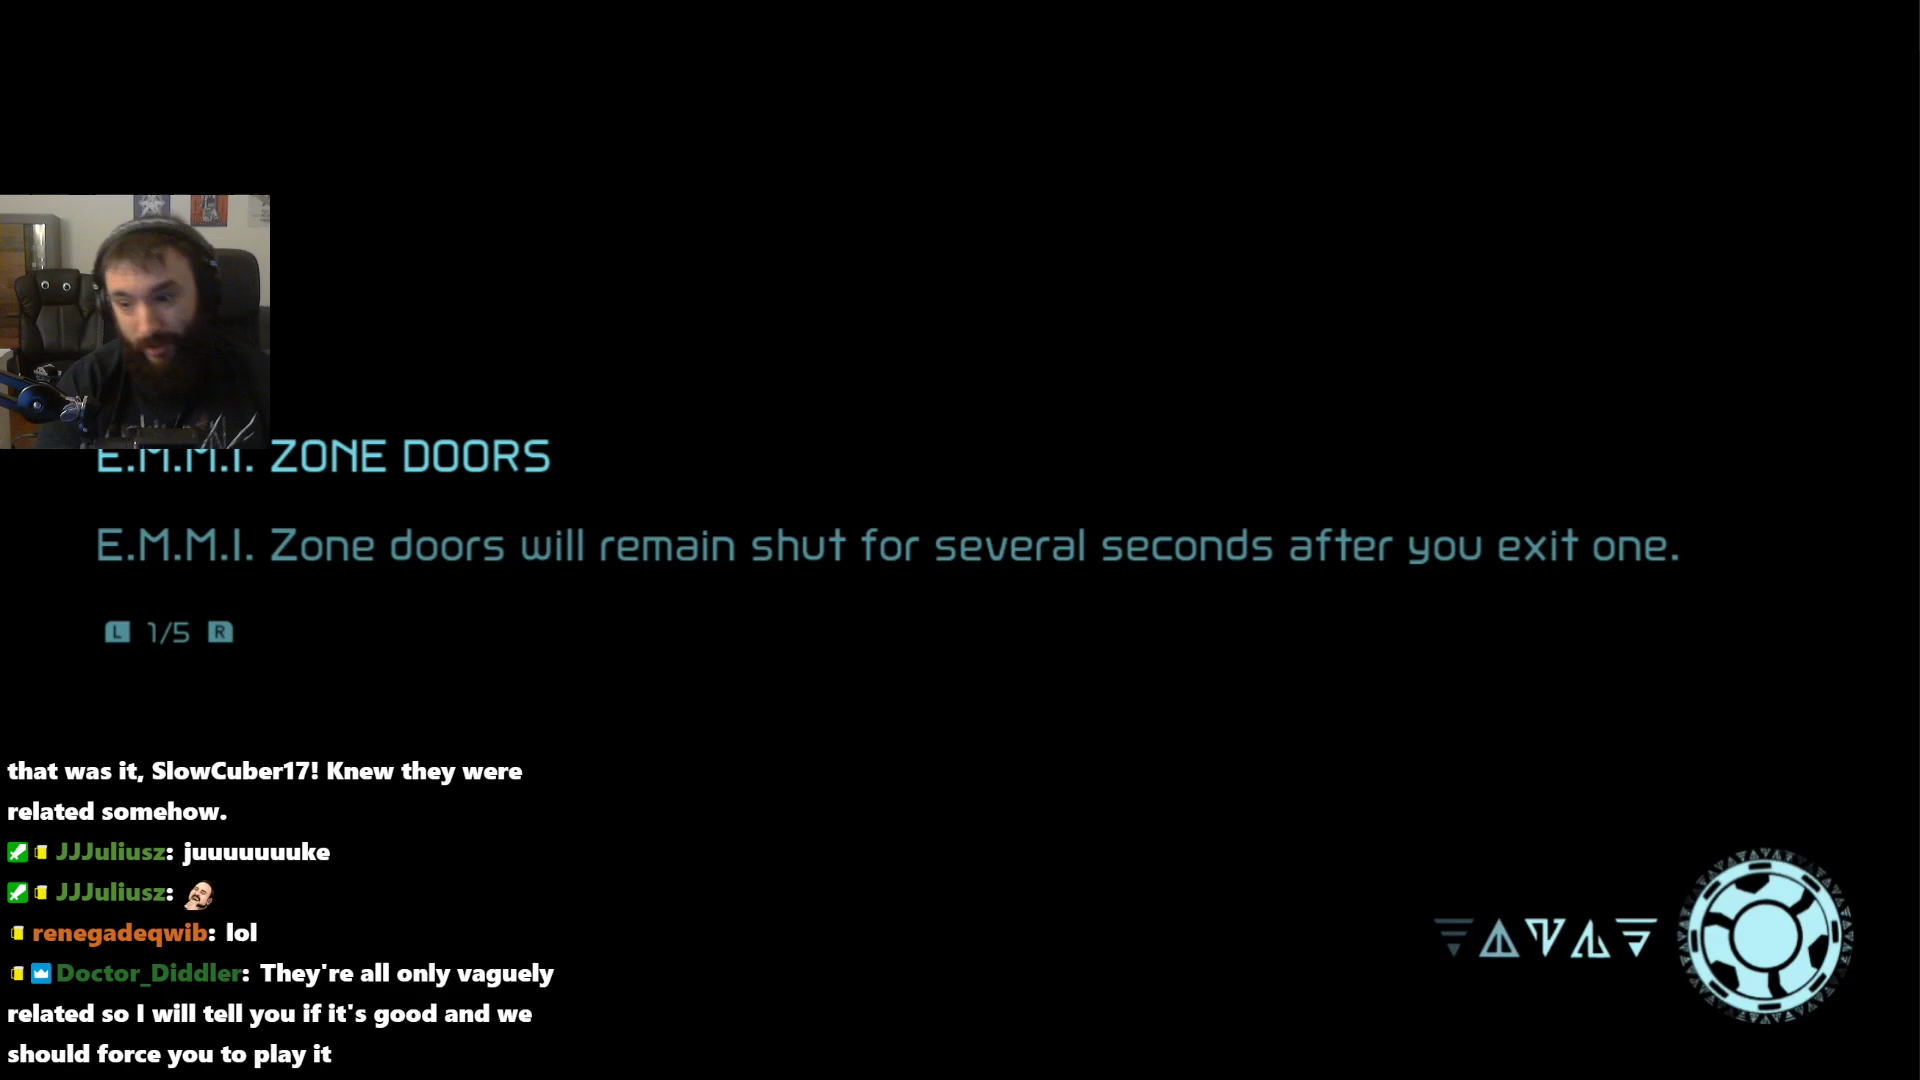 E.M.M.I. ZONE DOORS
E.M.M.I. Zone doors will remain shut for several seconds after you exit one.
L 1/5 R
that was it, SlowCuber17! Knew they were
related somehow.
JJJuliusz: juuuuuuuke
JJJuliusz:
renegadeqwib: lol
Doctor_Diddler: They're all only vaguely
related so I will tell you if it's good and we
should force you to play it